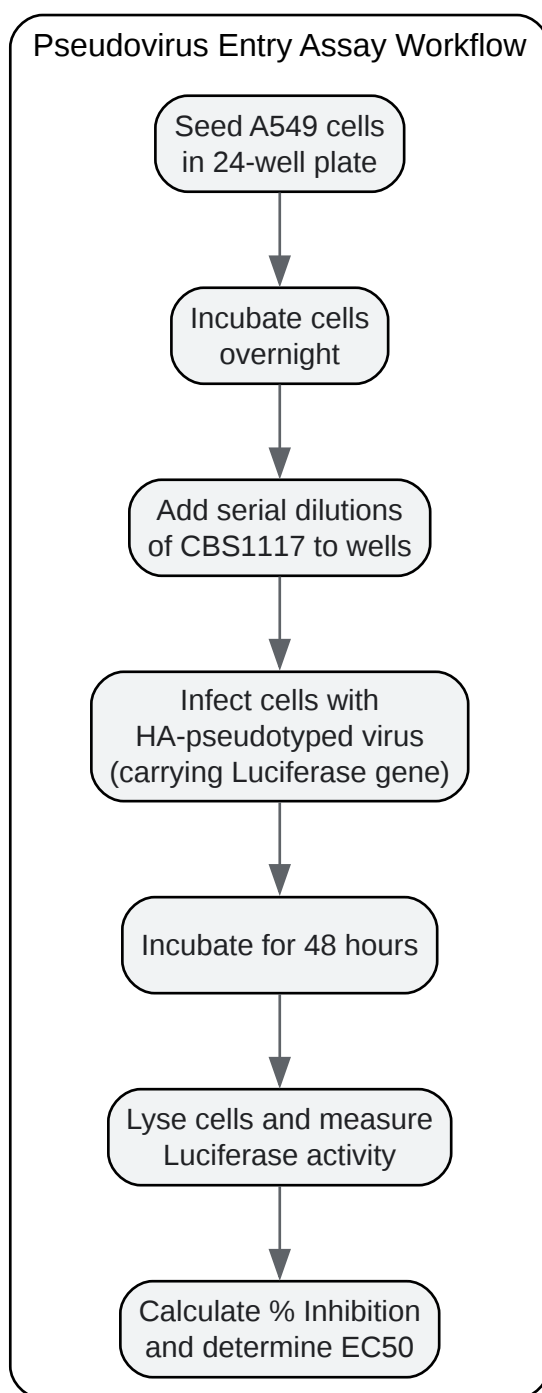 Pseudovirus Entry Assay Workflow
Seed A549 cells
in 24-well plate
Incubate cells
overnight
Add serial dilutions
of CBS1117 to wells
Infect cells with
HA-pseudotyped virus
(carrying Luciferase gene)
Incubate for 48 hours
Lyse cells and measure
Luciferase activity
Calculate % Inhibition
and determine EC50